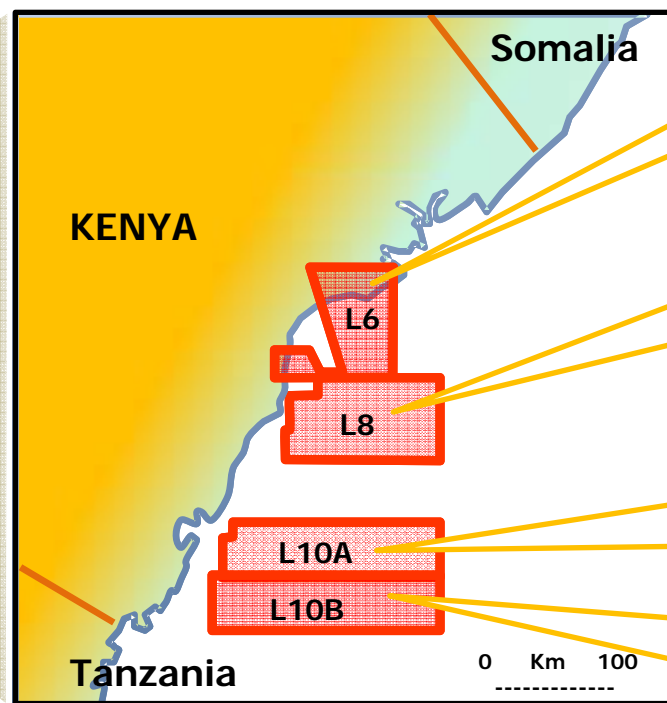 Somalia
KENYA
L6
L8
L10A
L10B
Tanzania
0 Km 100
-------------